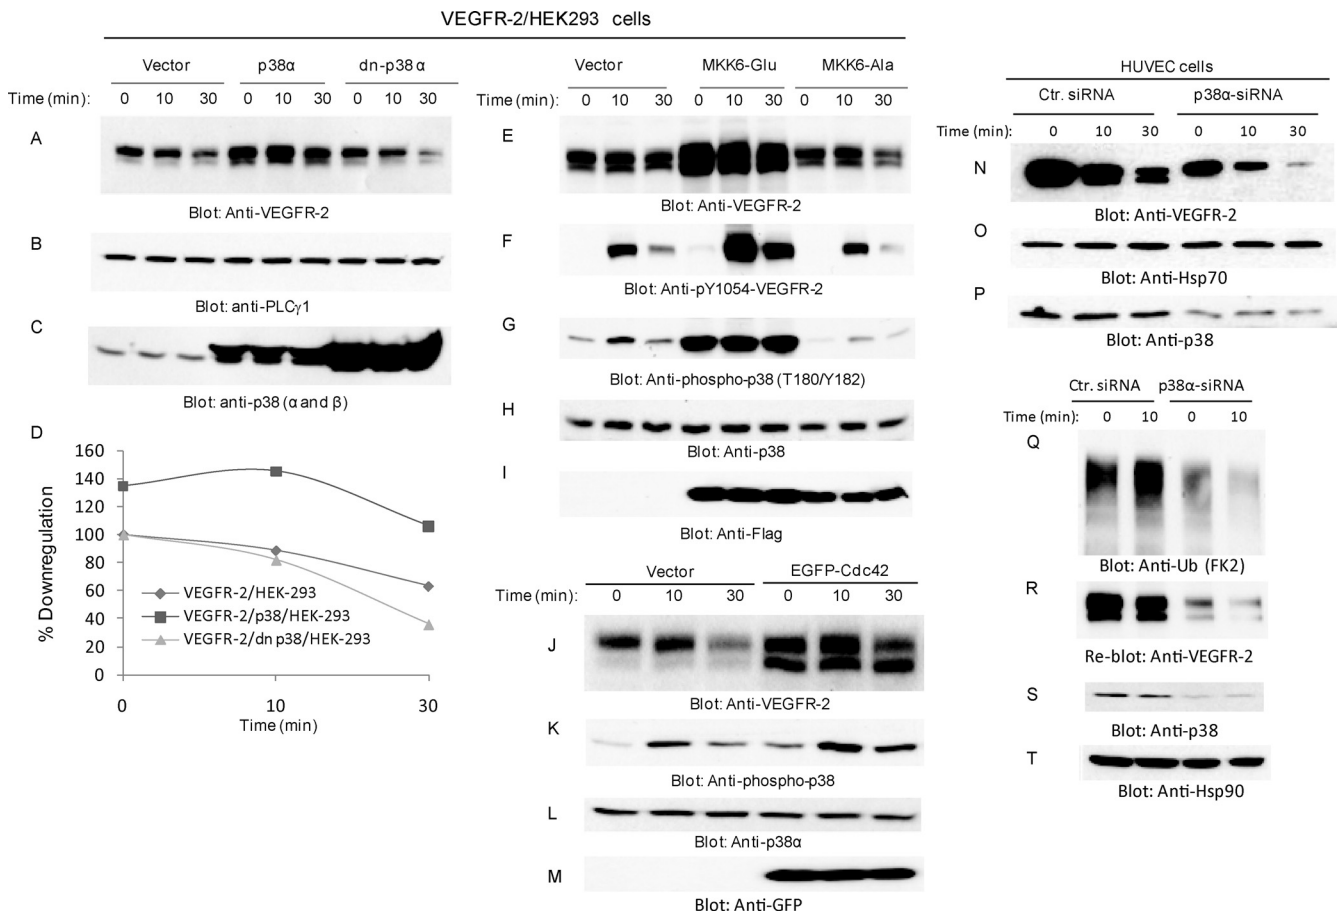 VEGFR-2/HEK293 cells
Vector p38α dn-p38 α
Time (min): 0 10 30 0 10 30 0 10 30
A
Blot: Anti-VEGFR-2
B
Blot: anti-PLCγ1
C
Blot: anti-p38 (α and β)
D
160
140
120
100
80
60
40
20
0
% Downregulation
VEGFR-2/HEK-293
VEGFR-2/p38/HEK-293
VEGFR-2/dn p38/HEK-293
0 10 30
Time (min)
Vector MKK6-Glu MKK6-Ala
Time (min): 0 10 30 0 10 30 0 10 30
E
Blot: Anti-VEGFR-2
F
Blot: Anti-pY1054-VEGFR-2
G
Blot: Anti-phospho-p38 (T180/Y182)
H
Blot: Anti-p38
I
Blot: Anti-Flag
Vector EGFP-Cdc42
Time (min): 0 10 30 0 10 30
J
Blot: Anti-VEGFR-2
K
Blot: Anti-phospho-p38
L
Blot: Anti-p38α
M
Blot: Anti-GFP
HUVEC cells
Ctr. siRNA p38α-siRNA
Time (min): 0 10 30 0 10 30
N
Blot: Anti-VEGFR-2
O
Blot: Anti-Hsp70
P
Blot: Anti-p38
Ctr. siRNA p38α-siRNA
Time (min): 0 10 0 10
Q
Blot: Anti-Ub (FK2)
R
Re-blot: Anti-VEGFR-2
S
Blot: Anti-p38
T
Blot: Anti-Hsp90